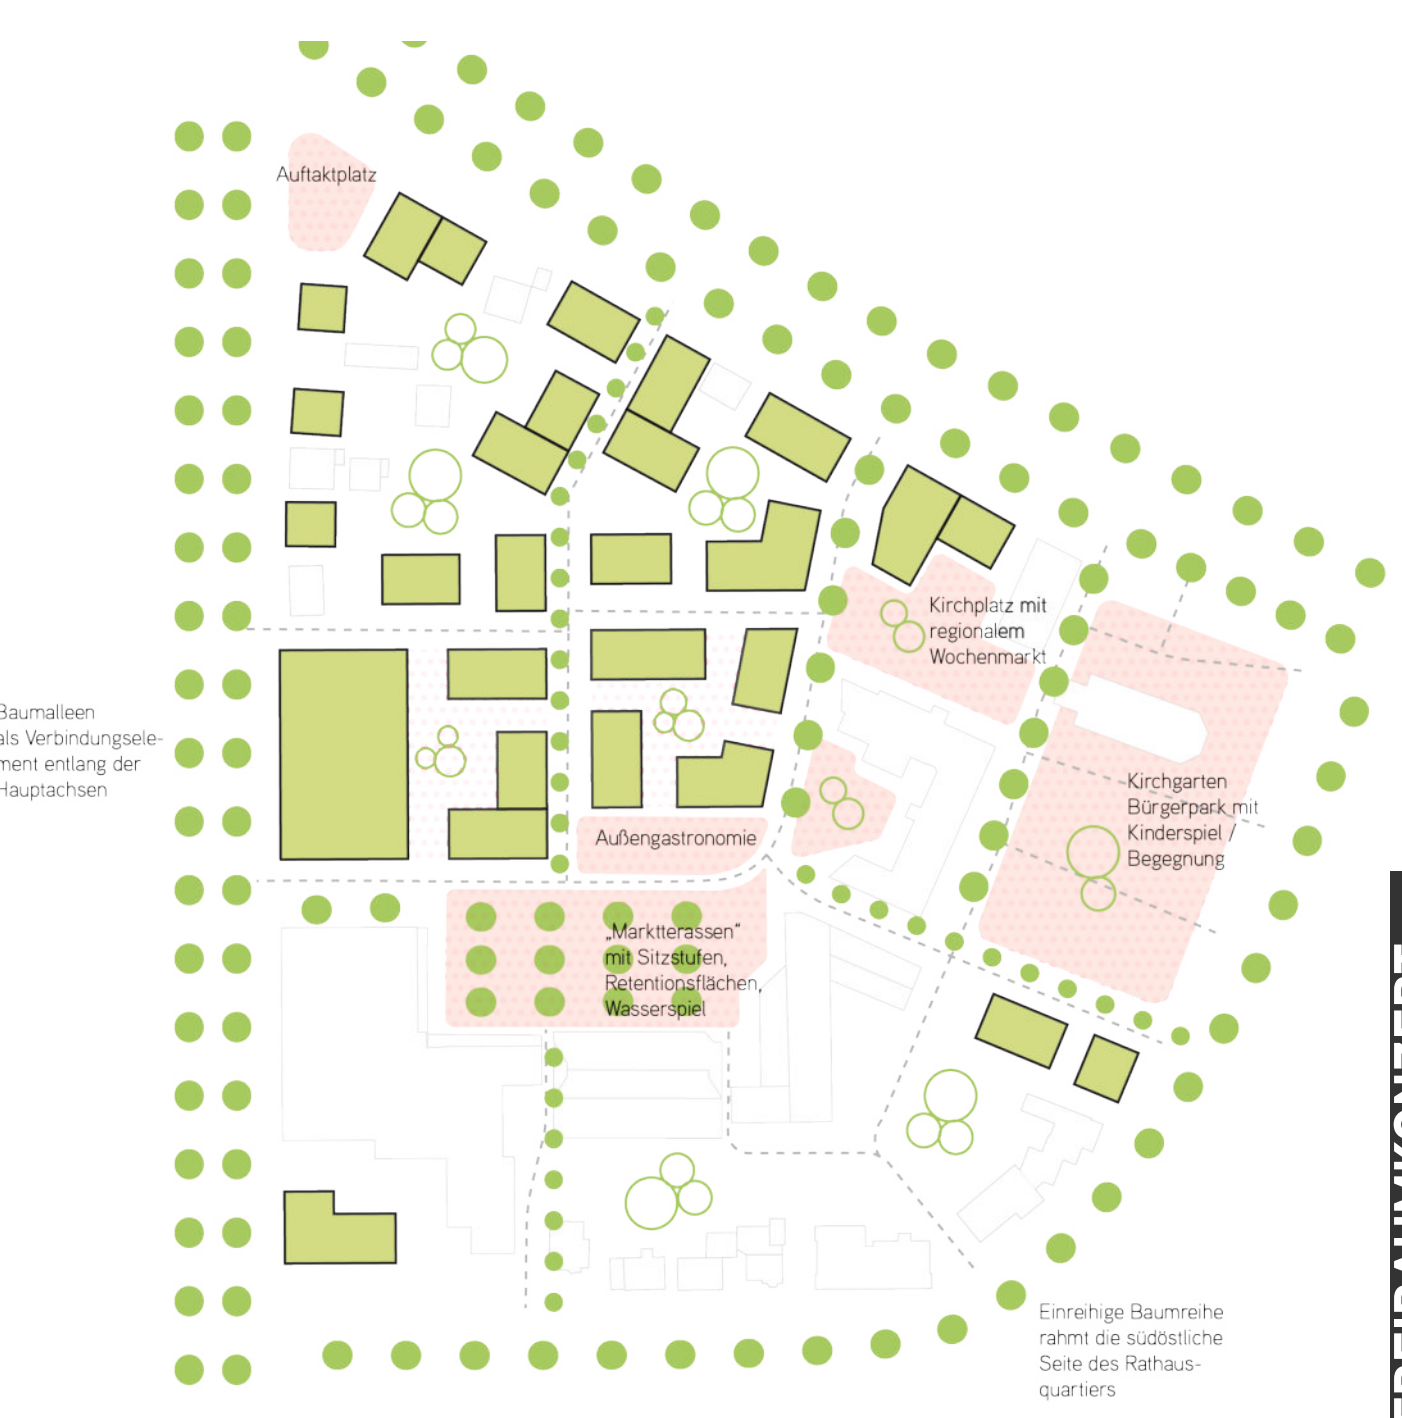 Auftaktplatz
Kirchplatz mit
regionalem
Wochenmarkt
Baumalleen
als Verbindungsele-
ment entlang der
Hauptachsen
Kirchgarten
Bürgerpark mit
Kinderspiel /
Begegnung
Außengastronomie
„Marktterassen“
mit Sitzstufen,
Retentionsflächen,
Wasserspiel
Einreihige Baumreihe
rahmt die südöstliche
Seite des Rathaus-
quartiers